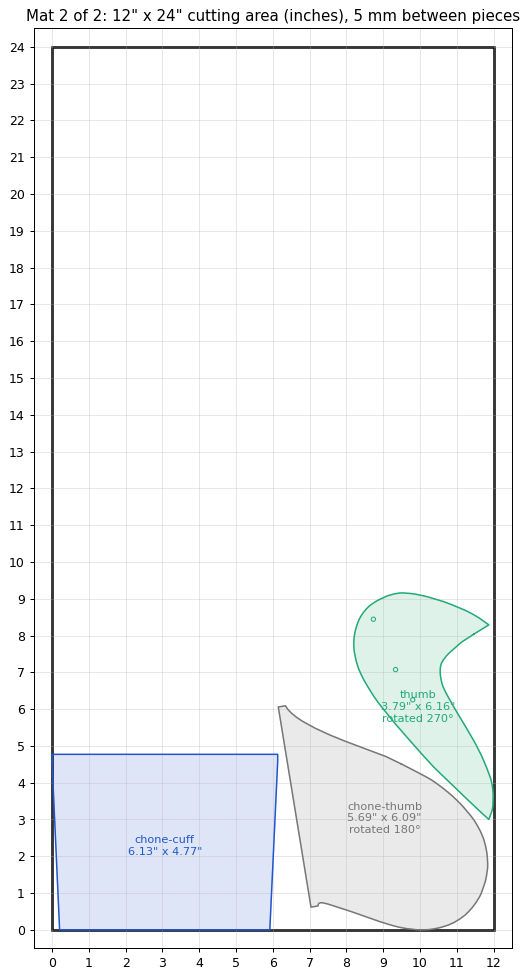 Mat 2 of 2: 12" x 24" cutting area (inches), 5 mm between pieces
24
23
22
21
20
19
18
17
16
15
14
13
12
11
10
9
8
7
6
5
4
3
2
1
0
thumb
3.79" x 6.16"
rotated 270°
chone-thumb
5.69" x 6.09"
rotated 180°
chone-cuff
6.13" x 4.77"
0 1 2 3 4 5 6 7 8 9 10 11 12